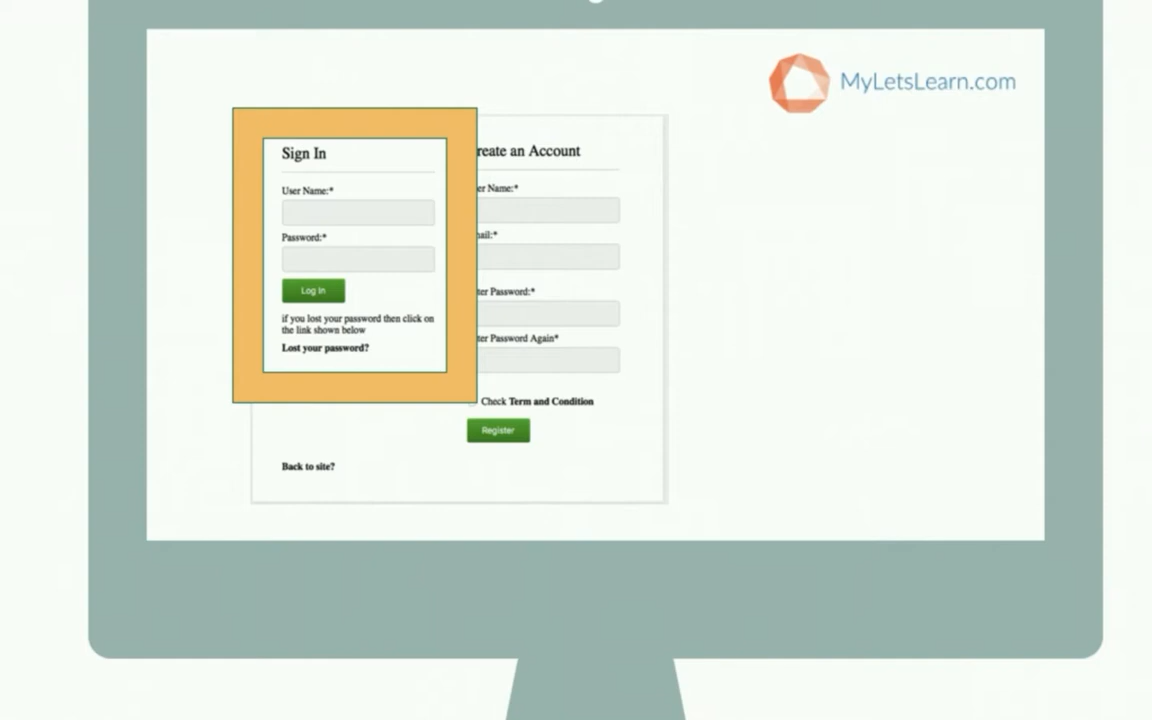 MyLetsLearn.com
Sign In
User Name:*
Password:*
Log In
if you lost your password then click on
the link shown below
Lost your password?
reate an Account
er Name:*
ail:*
ter Password:*
ter Password Again*
Check Term and Condition
Register
Back to site?